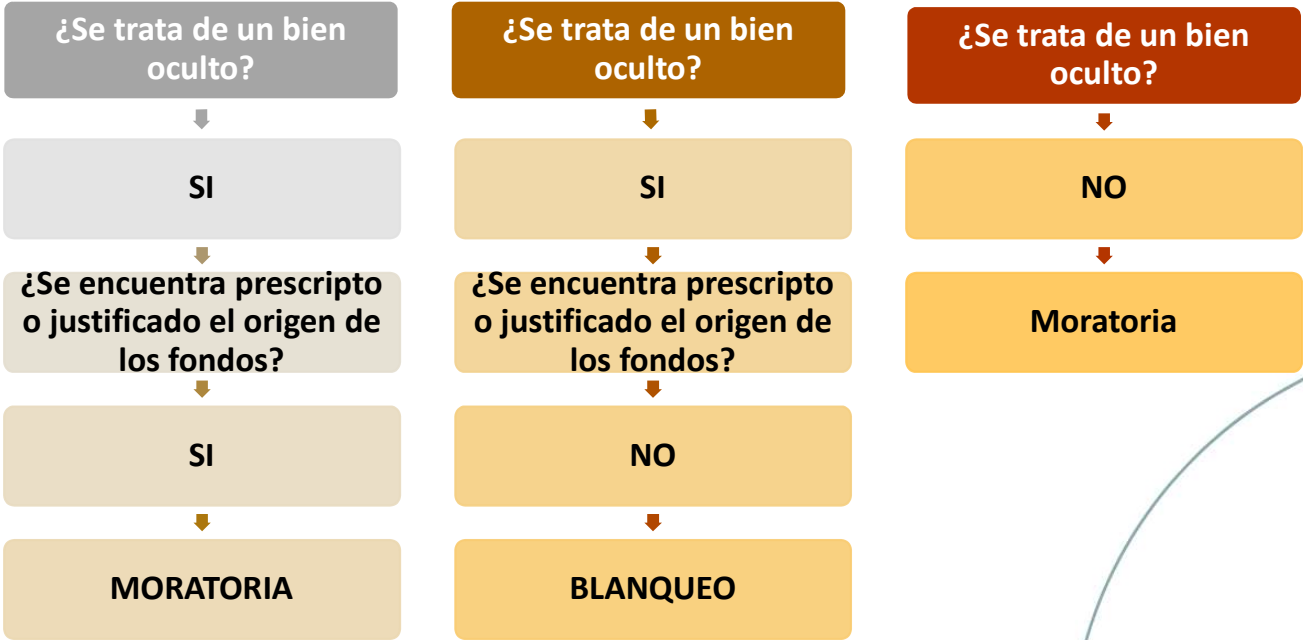 ¿Se trata de un bien
oculto?
SI
¿Se encuentra prescripto
o justificado el origen de
los fondos?
SI
MORATORIA
¿Se trata de un bien
oculto?
SI
¿Se encuentra prescripto
o justificado el origen de
los fondos?
NO
BLANQUEO
¿Se trata de un bien
oculto?
NO
Moratoria